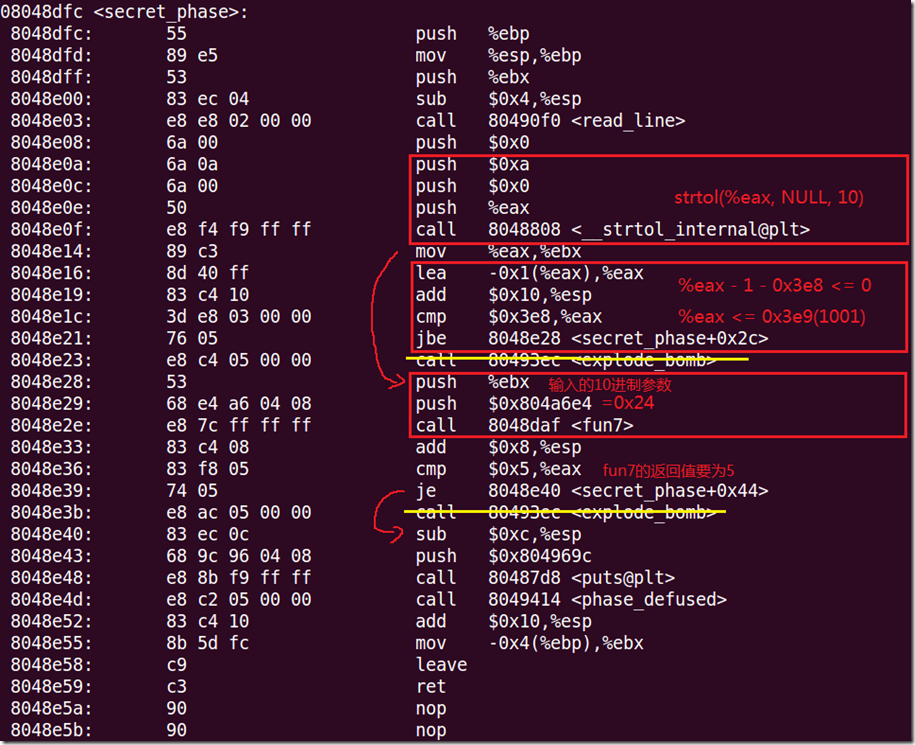 08048dfc <secret_phase>:
8048dfc: 55 push %ebp
8048dfd: 89 e5 mov %esp,%ebp
8048dff: 53 push %ebx
8048e00: 83 ec 04 sub $0x4,%esp
8048e03: e8 e8 02 00 00 call 80490f0 <read_line>
8048e08: 6a 00 push $0x0
8048e0a: 6a 0a push $0xa
8048e0c: 6a 00 push $0x0
strtol(%eax, NULL, 10)
8048e0e: 50 push %eax
8048e0f: e8 f4 f9 ff ff call 8048808 <__strtol_internal@plt>
8048e14: 89 c3 mov %eax,%ebx
8048e16: 8d 40 ff lea -0x1(%eax),%eax
%eax - 1 - 0x3e8 <= 0
8048e19: 83 c4 10 add $0x10,%esp
8048e1c: 3d e8 03 00 00 cmp $0x3e8,%eax
%eax <= 0x3e9(1001)
8048e21: 76 05 jbe 8048e28 <secret_phase+0x2c>
8048e23: e8 c4 05 00 00 call 80493ec <explode_bomb>
8048e28: 53 push %ebx 输入的10进制参数
8048e29: 68 e4 a6 04 08 push $0x804a6e4 =0x24
8048e2e: e8 7c ff ff ff call 8048daf <fun7>
8048e33: 83 c4 08 add $0x8,%esp
8048e36: 83 f8 05 cmp $0x5,%eax fun7的返回值要为5
8048e39: 74 05 je 8048e40 <secret_phase+0x44>
8048e3b: e8 ac 05 00 00 call 80493ec <explode_bomb>
8048e40: 83 ec 0c sub $0xc,%esp
8048e43: 68 9c 96 04 08 push $0x804969c
8048e48: e8 8b f9 ff ff call 80487d8 <puts@plt>
8048e4d: e8 c2 05 00 00 call 8049414 <phase_defused>
8048e52: 83 c4 10 add $0x10,%esp
8048e55: 8b 5d fc mov -0x4(%ebp),%ebx
8048e58: c9 leave
8048e59: c3 ret
8048e5a: 90 nop
8048e5b: 90 nop